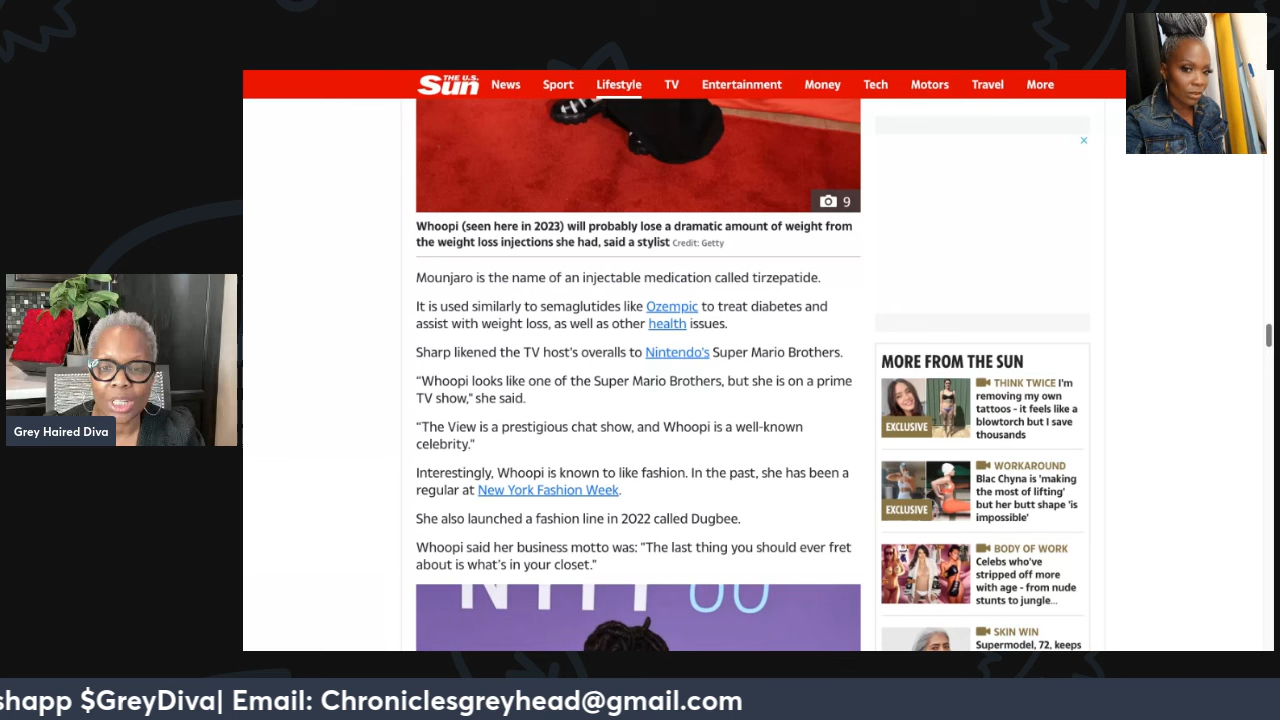 THE U.S. Sun News Sport Lifestyle TV Entertainment Money Tech Motors Travel More
9
Whoopi (seen here in 2023) will probably lose a dramatic amount of weight from
the weight loss injections she had, said a stylist Credit: Getty
Mounjaro is the name of an injectable medication called tirzepatide.
It is used similarly to semaglutides like Ozempic to treat diabetes and
assist with weight loss, as well as other health issues.
Sharp likened the TV host's overalls to Nintendo's Super Mario Brothers.
“Whoopi looks like one of the Super Mario Brothers, but she is on a prime
TV show,” she said.
“The View is a prestigious chat show, and Whoopi is a well-known
celebrity.”
Interestingly, Whoopi is known to like fashion. In the past, she has been a
regular at New York Fashion Week.
She also launched a fashion line in 2022 called Dugbee.
Whoopi said her business motto was: "The last thing you should ever fret
about is what’s in your closet.”
MORE FROM THE SUN
THINK TWICE I'm
removing my own
tattoos - it feels like a
blowtorch but I save
thousands
EXCLUSIVE
WORKAROUND
Blac Chyna is 'making
the most of lifting'
but her butt shape 'is
impossible'
EXCLUSIVE
BODY OF WORK
Celebs who've
stripped off more
with age - from nude
stunts to jungle...
SKIN WIN
Supermodel, 72, keeps
Grey Haired Diva
shapp $GreyDiva| Email: Chroniclesgreyhead@gmail.com